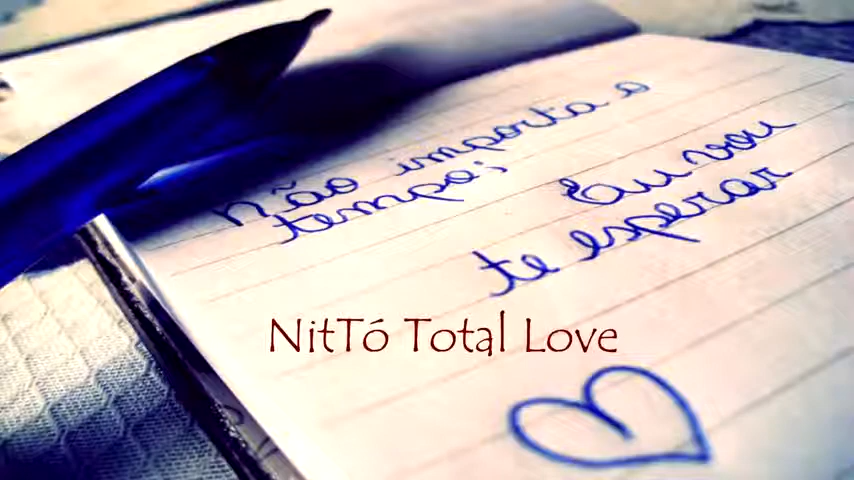 não importa o
tempo;
Eu vou
te esperar
NitTó Total Love